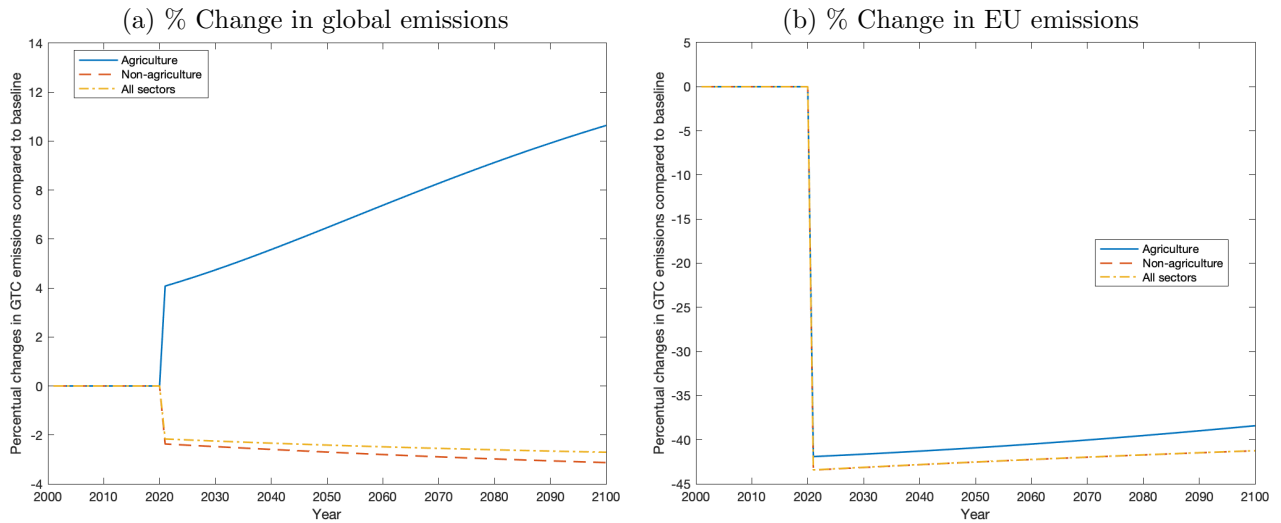 (a) % Change in global emissions
Percentual changes in GTC emissions compared to baseline
14
12
10
8
6
4
2
0
-2
-4
Agriculture
Non-agriculture
All sectors
2000 2010 2020 2030 2040 2050 2060 2070 2080 2090 2100
Year
(b) % Change in EU emissions
Percentual changes in GTC emissions compared to baseline
5
0
-5
-10
-15
-20
-25
-30
-35
-40
-45
Agriculture
Non-agriculture
All sectors
2000 2010 2020 2030 2040 2050 2060 2070 2080 2090 2100
Year